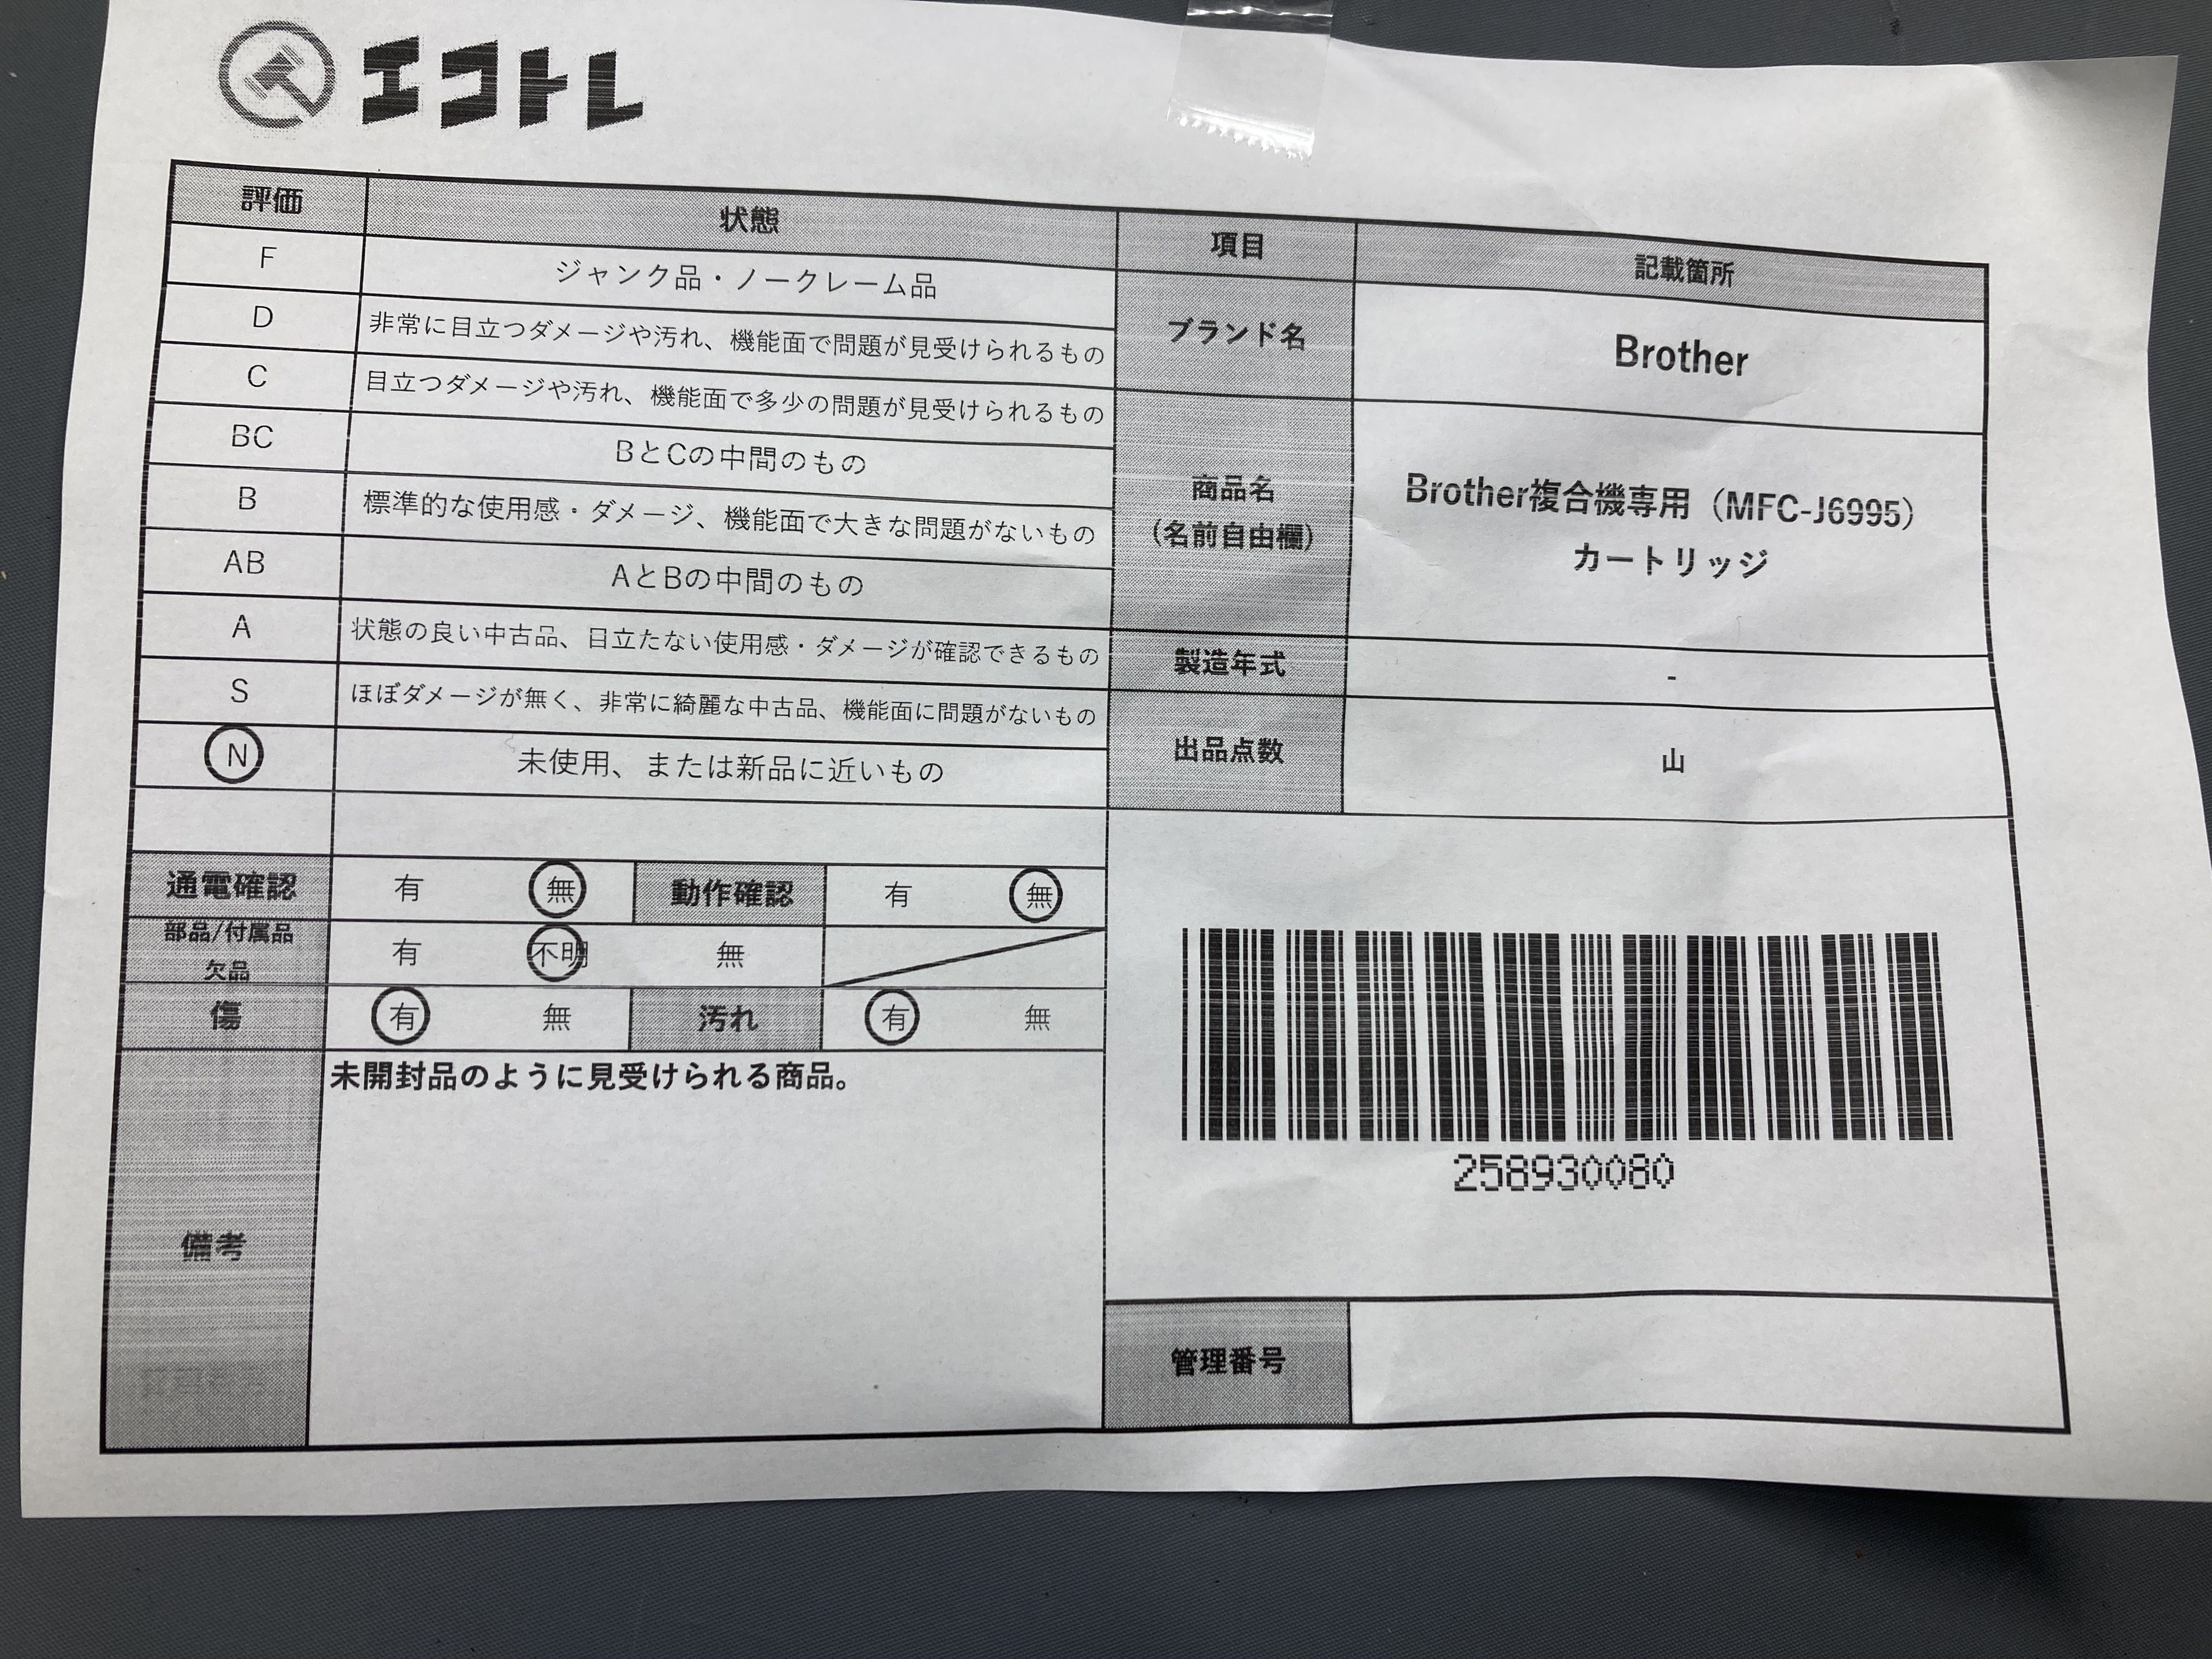 エコトレ
評価 状態 項目 記載箇所
F ジャンク品・ノークレーム品
D 非常に目立つダメージや汚れ、機能面で問題が見受けられるもの
C 目立つダメージや汚れ、機能面で多少の問題が見受けられるもの
BC BとCの中間のもの
B 標準的な使用感・ダメージ、機能面で大きな問題がないもの
AB AとBの中間のもの
A 状態の良い中古品、目立たない使用感・ダメージが確認できるもの
S ほぼダメージが無く、非常に綺麗な中古品、機能面に問題がないもの
N 未使用、または新品に近いもの
ブランド名 Brother
商品名
(名前自由欄)
Brother複合機専用（MFC-J6995）
カートリッジ
製造年式 -
出品点数 山
通電確認 有 無 動作確認 有 無
部品/付属品
欠品
有 不明 無
傷 有 無 汚れ 有 無
備考
未開封品のように見受けられる商品。
258930080
管理番号